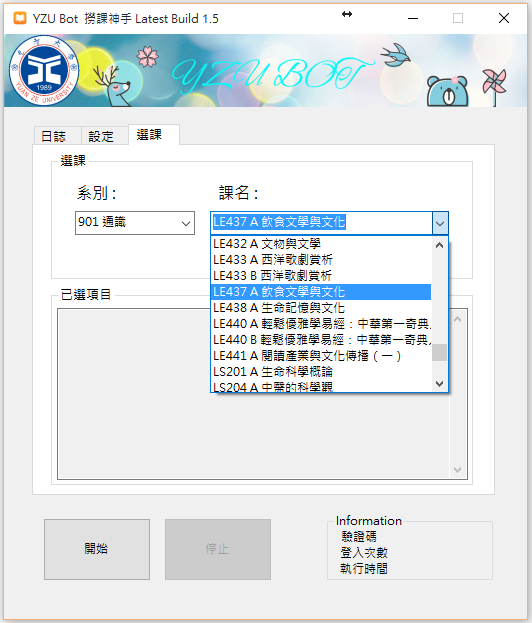 YZU Bot 撈課神手 Latest Build 1.5
元智大學
YUAN ZE UNIVERSITY
1989
YZU BOT
日誌 設定 選課
選課
系別 : 課名 :
901 通識 LE437 A 飲食文學與文化
LE432 A 文物與文學
LE433 A 西洋歌劇賞析
LE433 B 西洋歌劇賞析
LE437 A 飲食文學與文化
LE438 A 生命記憶與文化
LE440 A 輕鬆優雅學易經：中華第一奇典
LE440 B 輕鬆優雅學易經：中華第一奇典
LE441 A 閱讀產業與文化傳播（一）
LS201 A 生命科學概論
LS204 A 中醫的科學觀
已選項目
開始 停止
Information
驗證碼
登入次數
執行時間